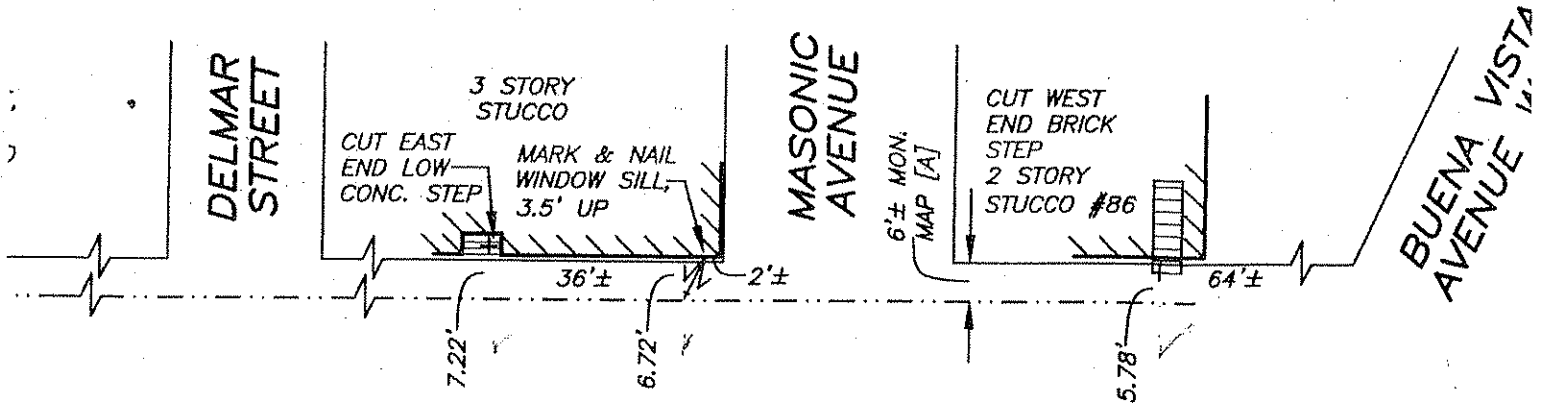 DELMAR
STREET
3 STORY
STUCCO
CUT EAST
END LOW
CONC. STEP
MARK & NAIL
WINDOW SILL,
3.5' UP
MASONIC
AVENUE
6'± MON.
MAP [A]
CUT WEST
END BRICK
STEP
2 STORY
STUCCO #86
BUENA VISTA
AVENUE
36'±
2'±
64'±
7.22'
6.72'
5.78'